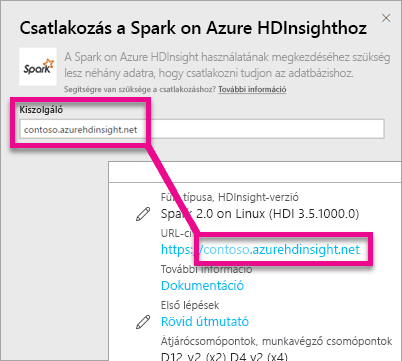 Csatlakozás a Spark on Azure HDInsighthoz
Spark
A Spark on Azure HDInsight használatának megkezdéséhez szükség
lesz néhány adatra, hogy csatlakozni tudjon az adatbázishoz.
Segítségre van szüksége a csatlakozáshoz? További információ
Kiszolgáló
contoso.azurehdinsight.net
típusa, HDInsight-verzió
Spark 2.0 on Linux (HDI 3.5.1000.0)
https://contoso.azurehdinsight.net
További információ
Dokumentáció
Első lépések
Rövid útmutató
Átjárócsomópontok, munkavégző csomópontok
D12 v2 (x2) D4 v2 (x4)